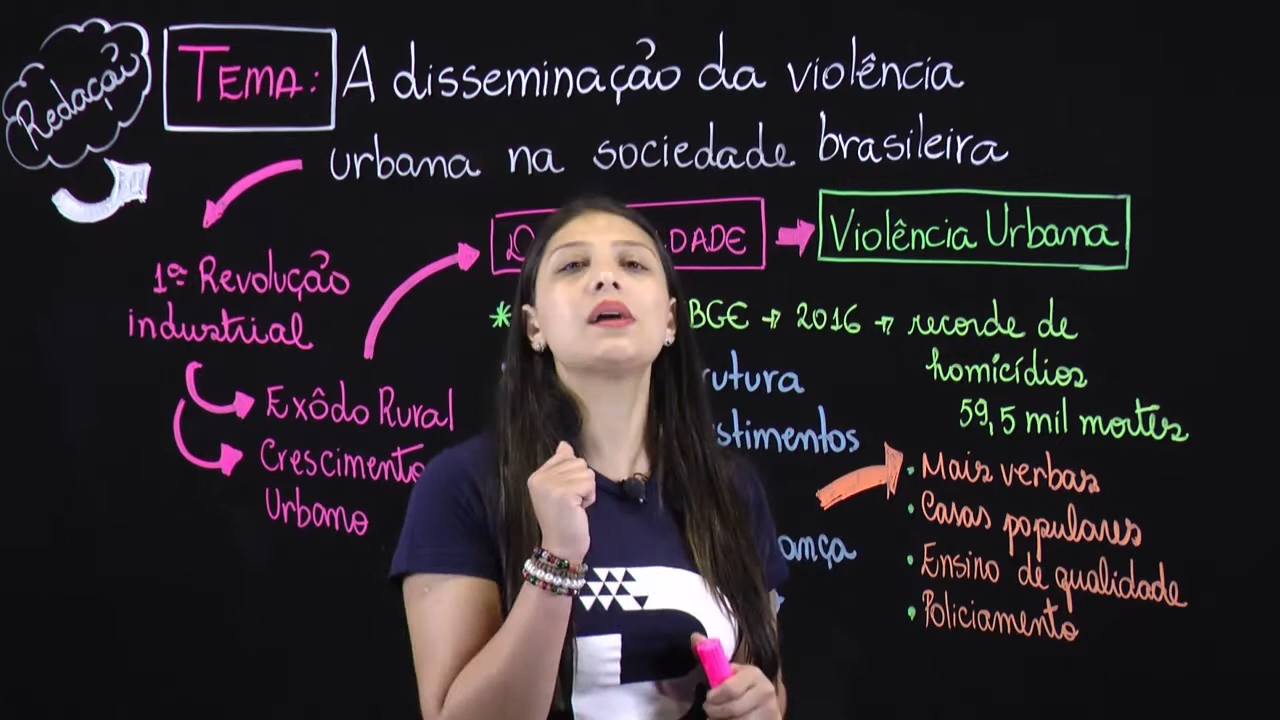 Redação
TEMA: A disseminação da violência
urbana na sociedade brasileira
1ª Revolução
industrial
Exôdo Rural
Crescimento
Urbano
Violência Urbana
2016 → recorde de
homicídios
59,5 mil mortes
• Mais verbas
• Casas populares
• Ensino de qualidade
• Policiamento